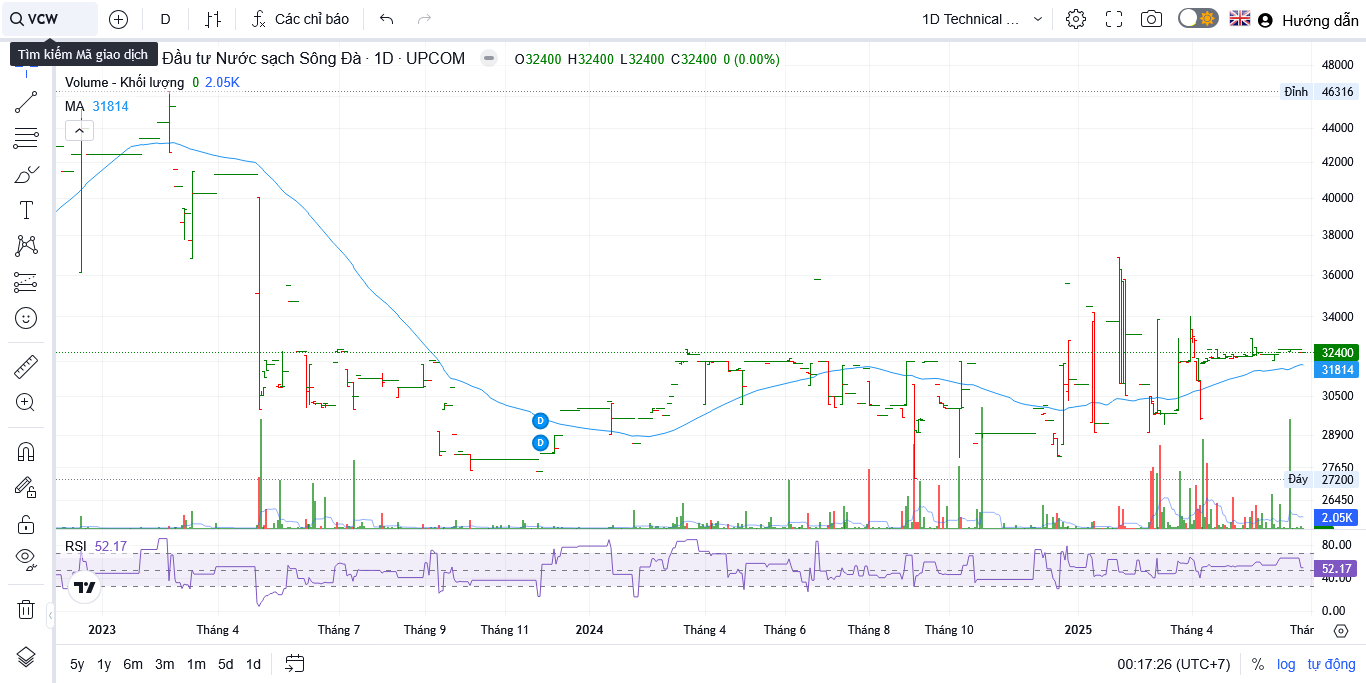 VCW
D
Các chỉ báo
1D Technical ...
Hướng dẫn
Tìm kiếm Mã giao dịch
Đầu tư Nước sạch Sông Đà · 1D · UPCOM
O32400 H32400 L32400 C32400 0 (0.00%)
Volume - Khối lượng 0 2.05K
MA 31814
48000
Đỉnh 46316
44000
42000
40000
38000
36000
34000
32400
31814
30500
28900
27650
Đáy 27200
26450
2.05K
D
D
RSI 52.17
80.00
52.17
40.00
0.00
2023 Tháng 4 Tháng 7 Tháng 9 Tháng 11 2024 Tháng 4 Tháng 6 Tháng 8 Tháng 10 2025 Tháng 4 Thár
5y 1y 6m 3m 1m 5d 1d
00:17:26 (UTC+7) % log tự động